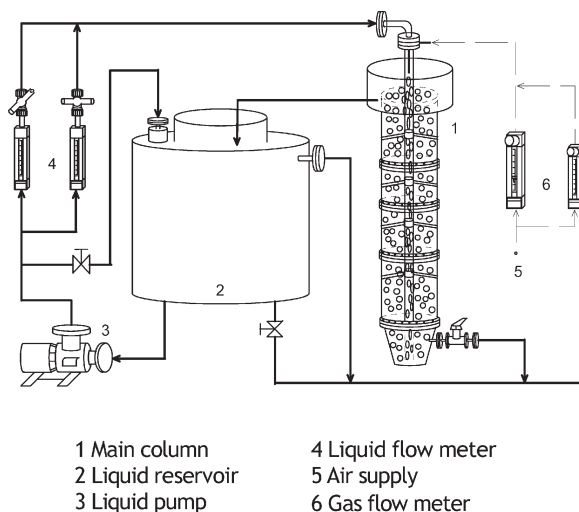 1
4
6
5
2
3
1 Main column
2 Liquid reservoir
3 Liquid pump
4 Liquid flow meter
5 Air supply
6 Gas flow meter